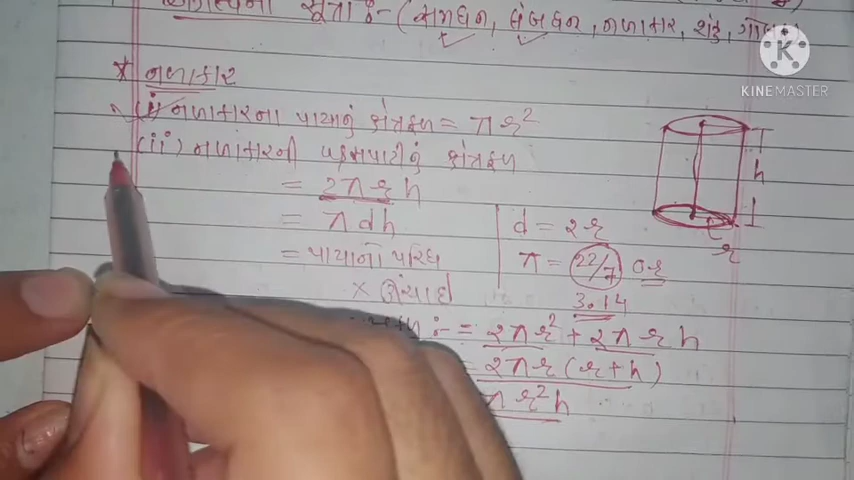 સૂત્રો :- (સમઘન, લંબઘન, નળાકાર, શંકુ,
KINEMASTER
* નળાકાર
(i) નળાકારના પાયાનું ક્ષેત્રફળ = πr²
(ii) નળાકારની વક્રસપાટીનું ક્ષેત્રફળ
= 2πrh
= πdh
= પાયાનો પરિઘ
× ઊંચાઈ
d = 2r
π = 22/7 or
3.14
h
r
:= 2πr² + 2πrh
= 2πr(r+h)
πr²h